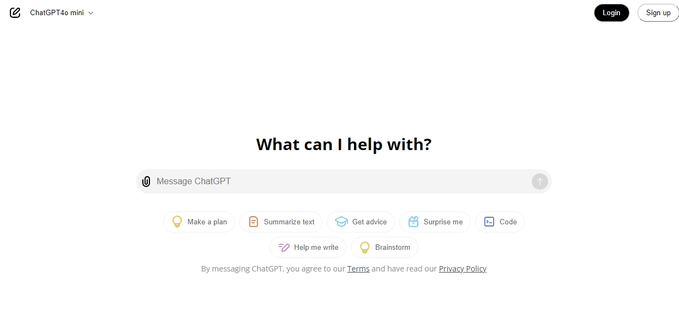 ChatGPT4o mini Login Sign up
What can I help with?
Message ChatGPT
Make a plan Summarize text Get advice Surprise me Code
Help me write Brainstorm
By messaging ChatGPT, you agree to our Terms and have read our Privacy Policy